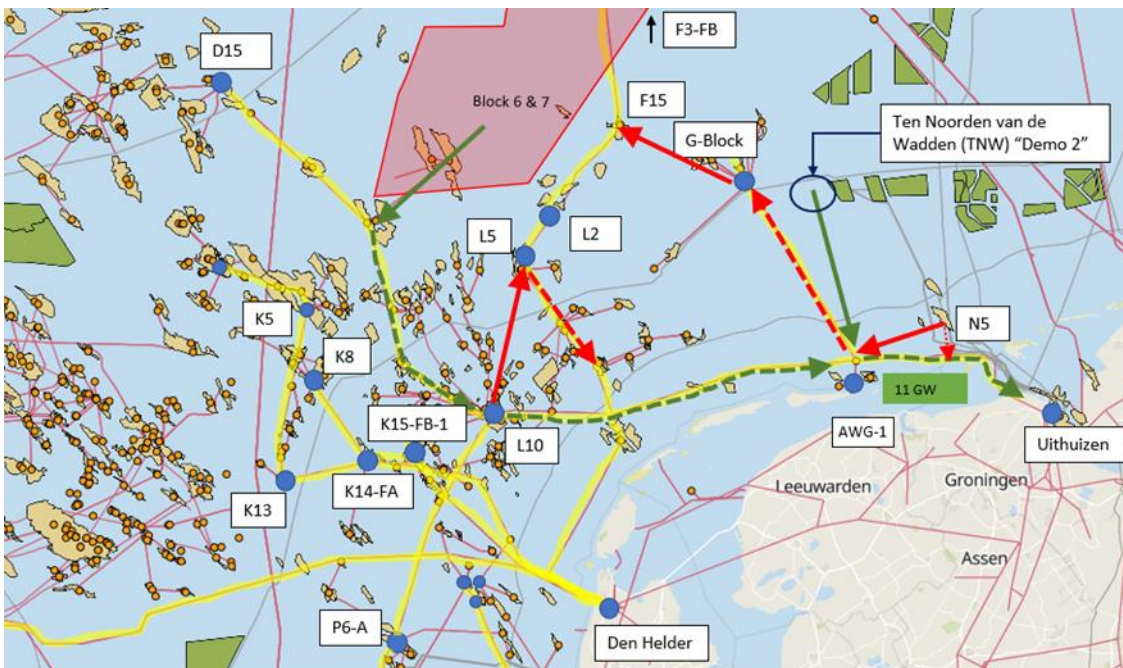 F3-FB
D15
Block 6 & 7
F15
G-Block
Ten Noorden van de
Wadden (TNW) “Demo 2”
L5
L2
K5
N5
K8
11 GW
K15-FB-1
L10
AWG-1
Uithuizen
K14-FA
K13
Leeuwarden
Groningen
Assen
P6-A
Den Helder